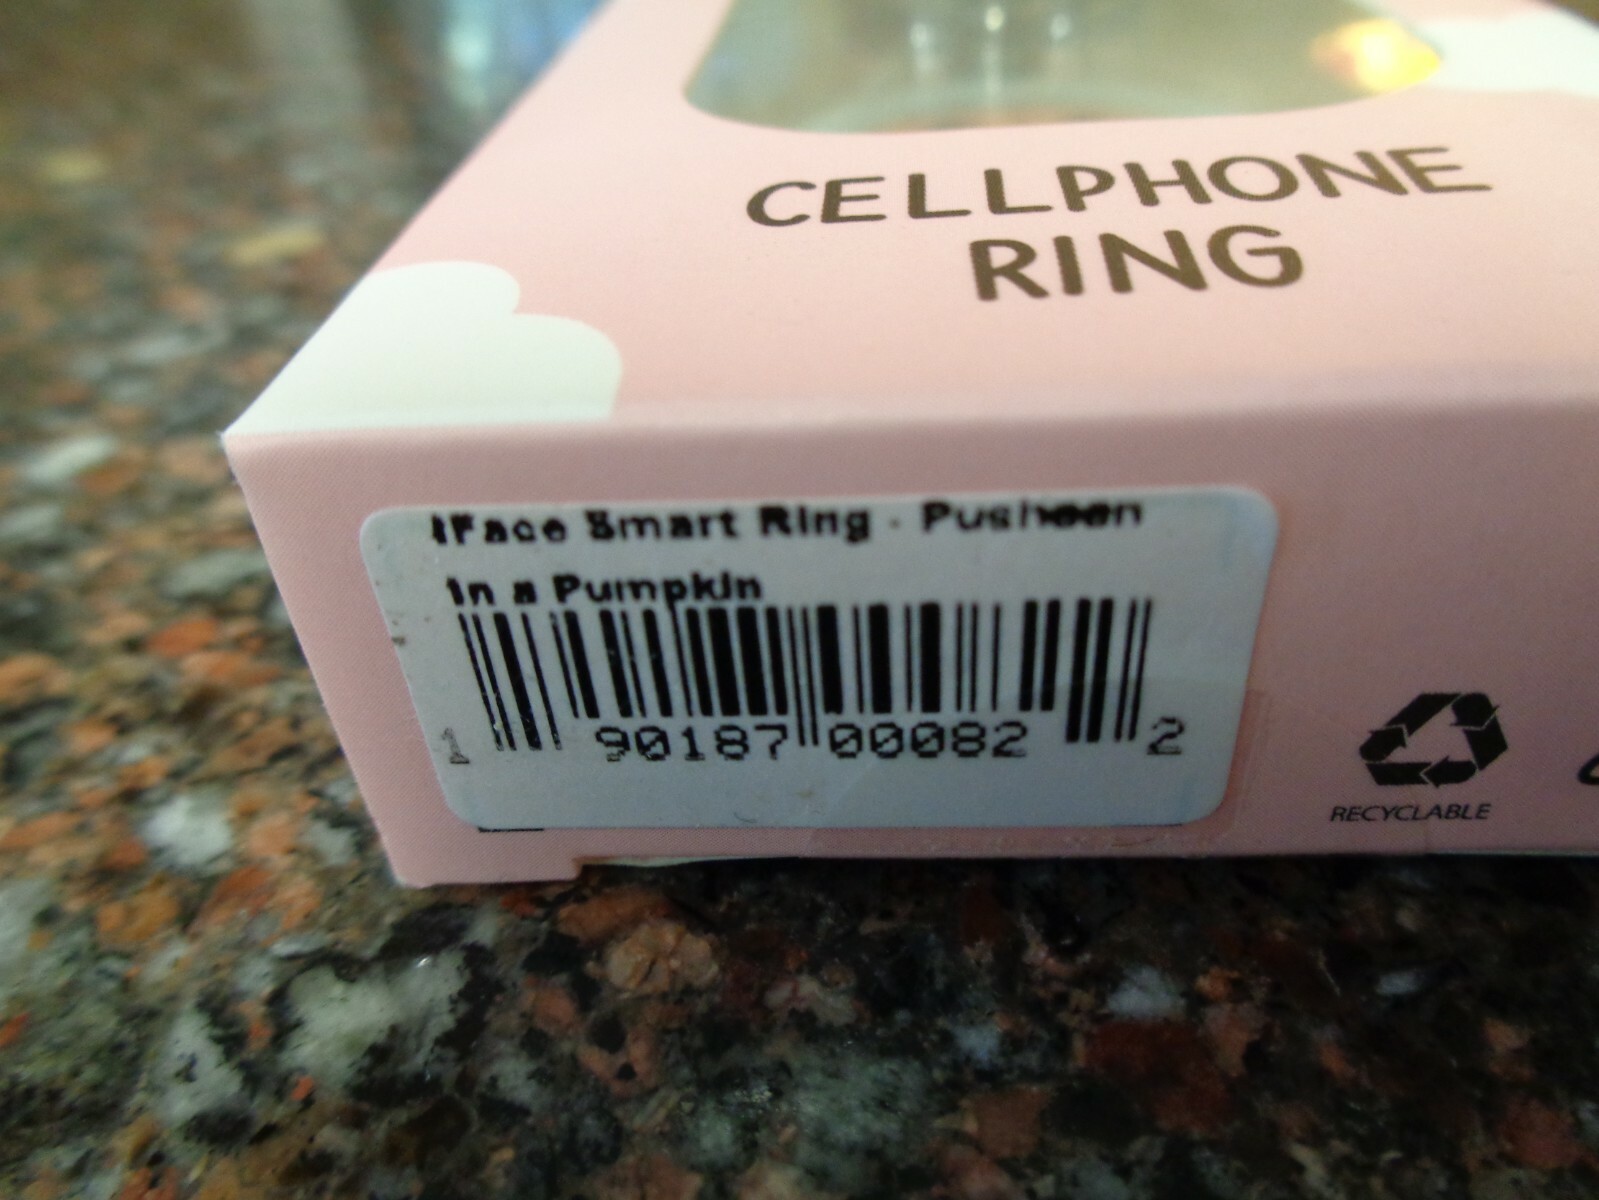 CELLPHONE
RING
iFace Smart Ring - Pusheen
in a Pumpkin
1 90187 00082 2
RECYCLABLE